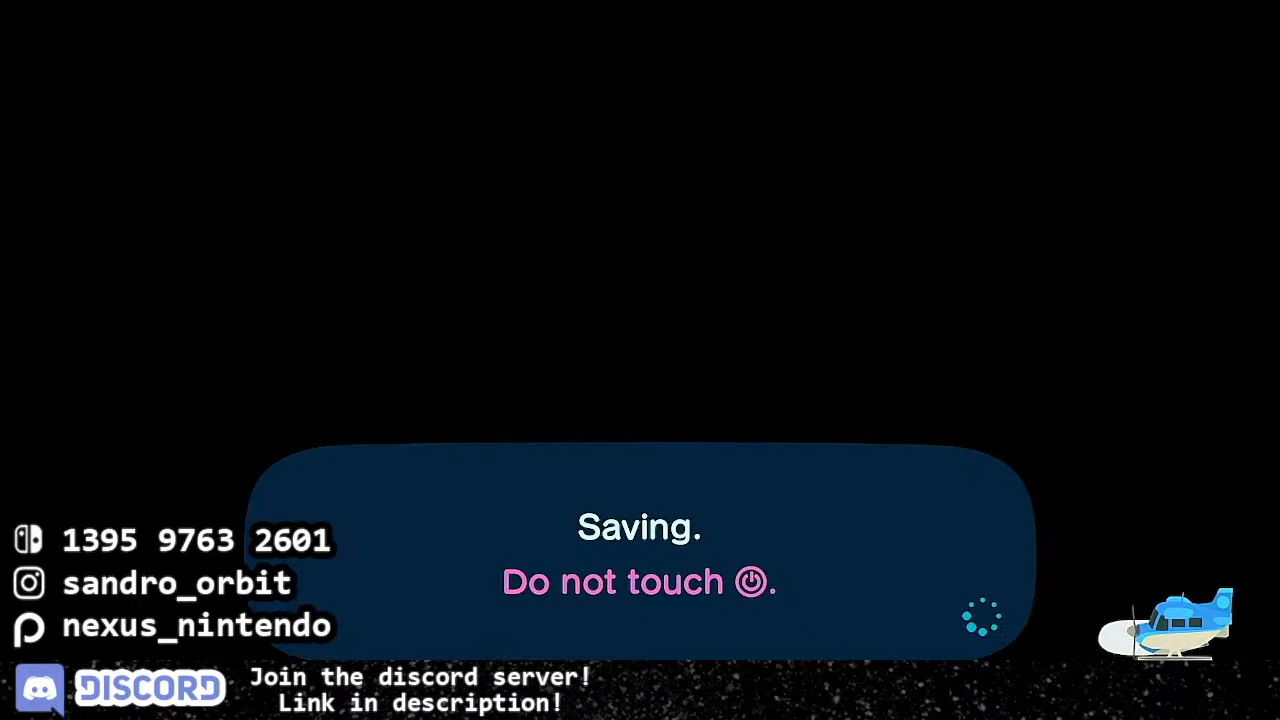 Saving.
Do not touch ⏻.
1395 9763 2601
sandro_orbit
nexus_nintendo
DISCORD
Join the discord server!
Link in description!